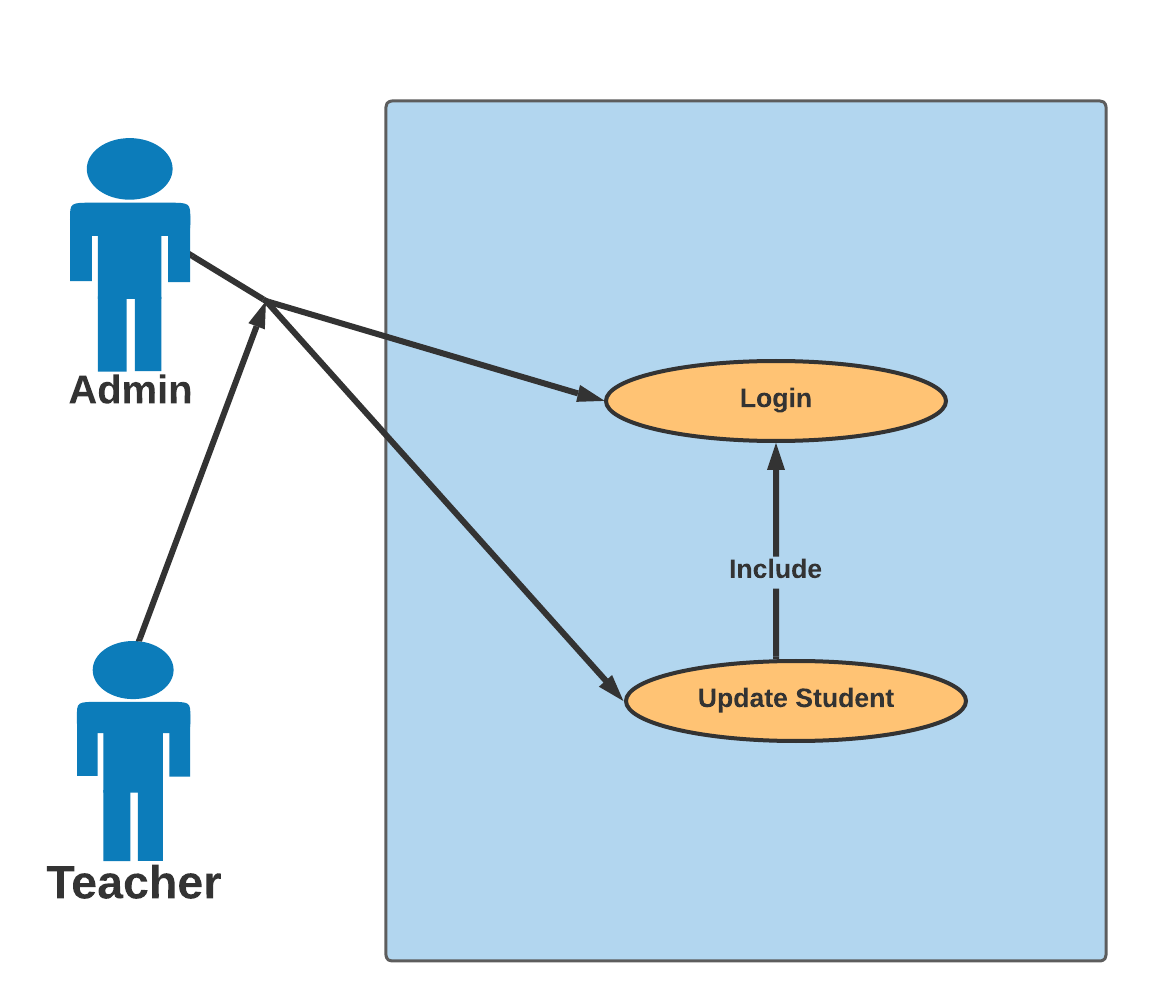 Admin
Login
Include
Update Student
Teacher